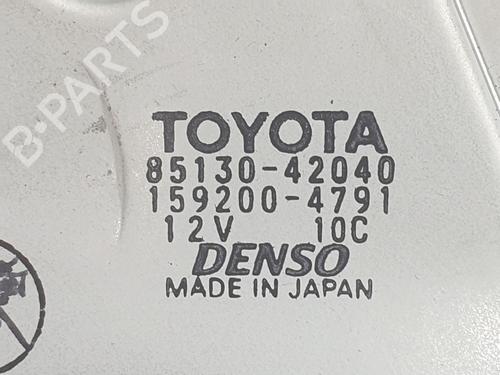 B-PARTS
TOYOTA
85130-42040
159200-4791
12V 10C
DENSO
MADE IN JAPAN